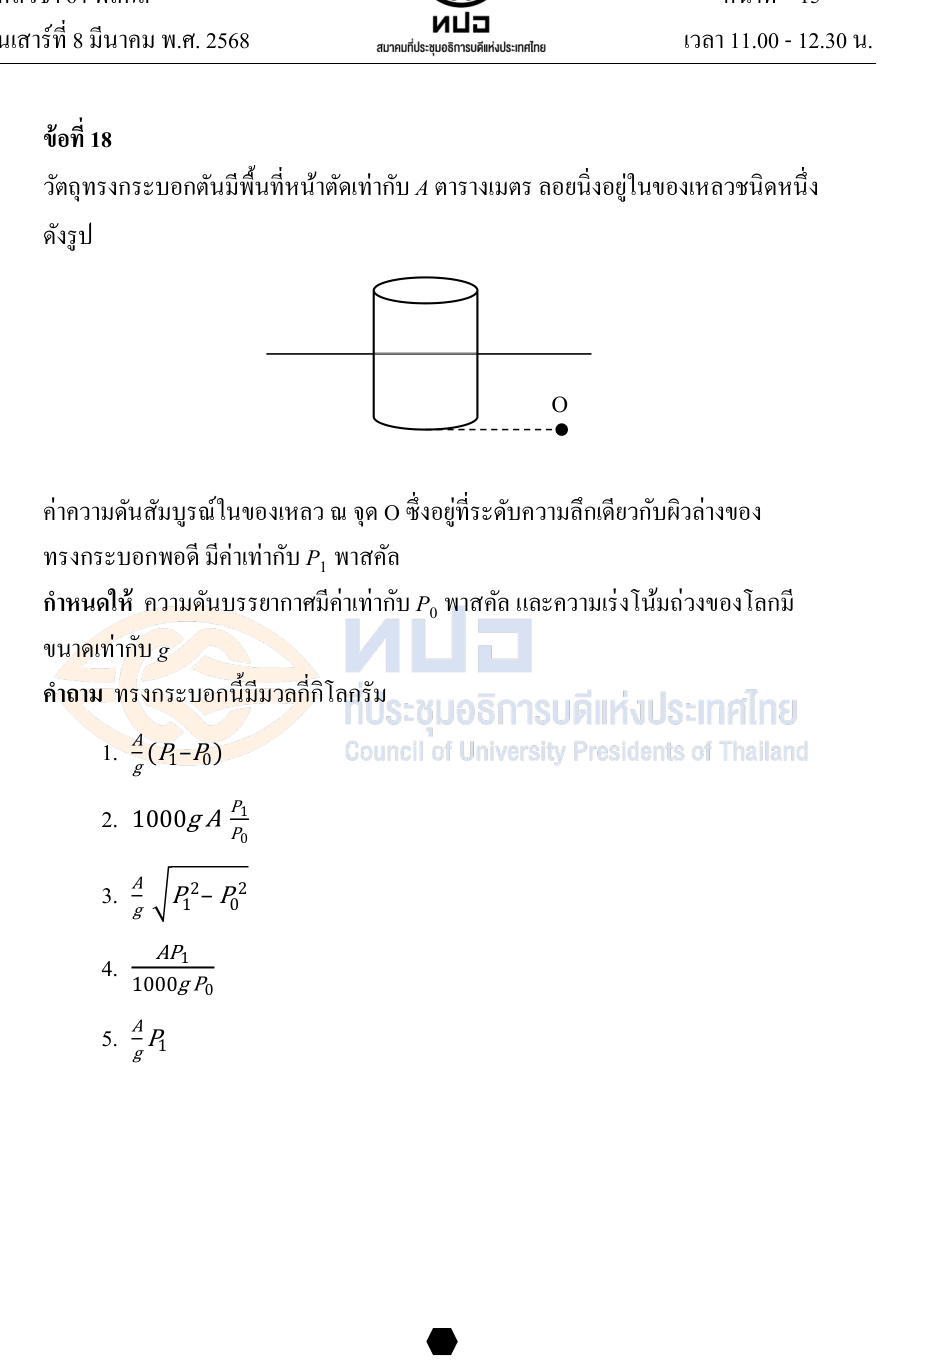 ทปอ
สมาคมที่ประชุมอธิการบดีแห่งประเทศไทย
นเสาร์ที่ 8 มีนาคม พ.ศ. 2568
เวลา 11.00 - 12.30 น.
ข้อที่ 18
วัตถุทรงกระบอกตันมีพื้นที่หน้าตัดเท่ากับ A ตารางเมตร ลอยนิ่งอยู่ในของเหลวชนิดหนึ่ง
ดังรูป
O
ค่าความดันสัมบูรณ์ในของเหลว ณ จุด O ซึ่งอยู่ที่ระดับความลึกเดียวกับผิวล่างของ
ทรงกระบอกพอดี มีค่าเท่ากับ P₁ พาสคัล
กำหนดให้ ความดันบรรยากาศมีค่าเท่ากับ P₀ พาสคัล และความเร่งโน้มถ่วงของโลกมี
ขนาดเท่ากับ g
คำถาม ทรงกระบอกนี้มีมวลกี่กิโลกรัม
ทปอ
ที่ประชุมอธิการบดีแห่งประเทศไทย
Council of University Presidents of Thailand
1. A/g (P₁–P₀)
2. 1000gA P₁/P₀
3. A/g √(P₁²– P₀²)
4. AP₁/1000gP₀
5. A/g P₁